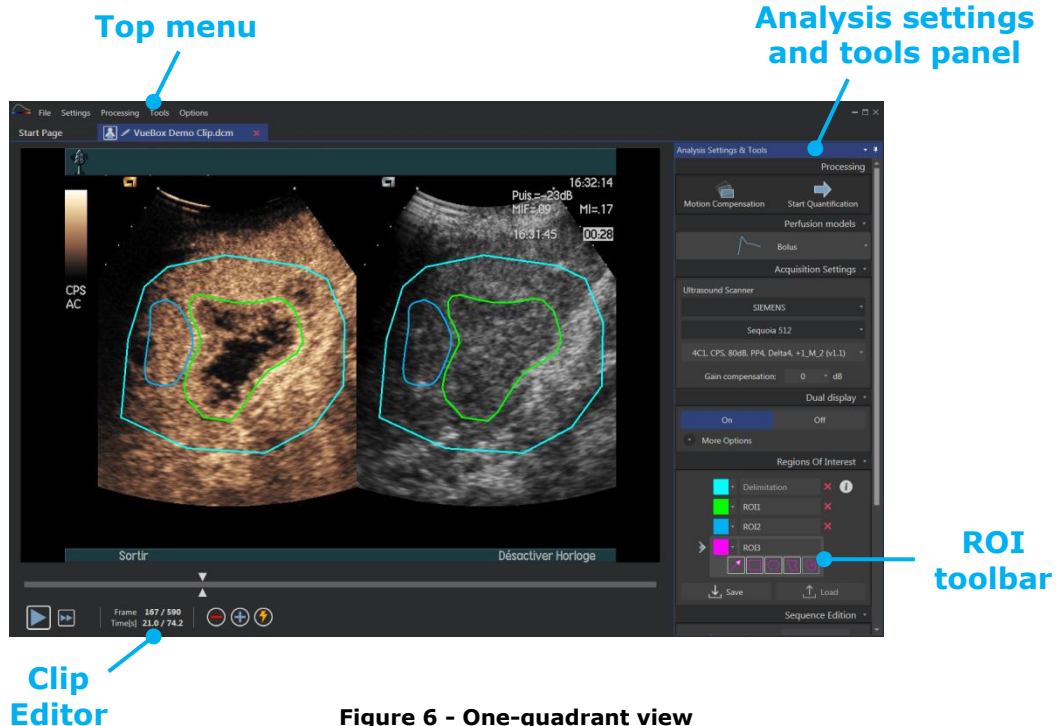 Top menu
Analysis settings
and tools panel
File Settings Processing Tools Options
Start Page
VueBox Demo Clip.dcm
Analysis Settings & Tools
Processing
Motion Compensation
Start Quantification
Perfusion models
Bolus
Acquisition Settings
Ultrasound Scanner
SIEMENS
Sequoia 512
4C1, CPS, 80dB, PP4, Delta4, +1_M_2 (v1.1)
Gain compensation: 0 dB
Dual display
On Off
More Options
Regions Of Interest
Delimitation
ROI1
ROI2
ROI3
Save Load
Sequence Edition
16:32:14
Puis.=-23dB
MIF=.09 MI=.17
16:31:45 00:28
CPS
AC
Sortir
Désactiver Horloge
Frame 167 / 590
Time[s] 21.0 / 74.2
ROI
toolbar
Clip
Editor
Figure 6 - One-quadrant view